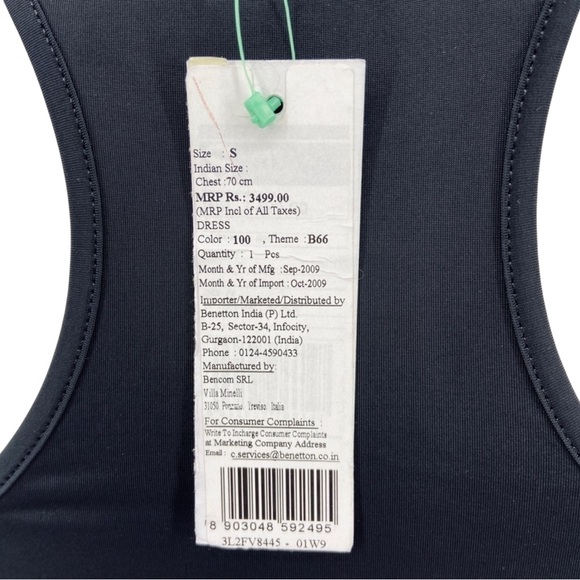 Size : S
Indian Size :
Chest :70 cm
MRP Rs.: 3499.00
(MRP Incl of All Taxes)
DRESS
Color : 100 , Theme : B66
Quantity : 1 Pcs
Month & Yr of Mfg :Sep-2009
Month & Yr of Import :Oct-2009
Importer/Marketed/Distributed by
Benetton India (P) Ltd.
B-25, Sector-34, Infocity,
Gurgaon-122001 (India)
Phone : 0124-4590433
Manufactured by:
Bencom SRL
Villa Minelli
31050 Ponzano Treviso Italia
For Consumer Complaints :
Write To Incharge Consumer Complaints
at Marketing Company Address
Email : c.services@benetton.co.in
8 903048 592495
3L2FV8445 - 01W9